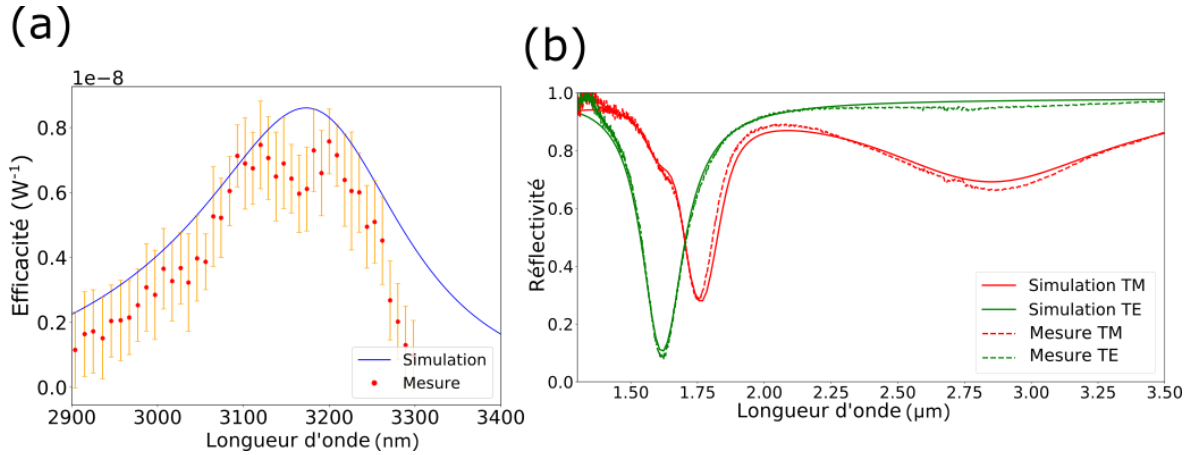 (a)
1e−8
Efficacité (W⁻¹)
0.8
0.6
0.4
0.2
0.0
2900 3000 3100 3200 3300 3400
Longueur d'onde (nm)
Simulation
Mesure
(b)
Réflectivité
1.0
0.8
0.6
0.4
0.2
0.0
1.50 1.75 2.00 2.25 2.50 2.75 3.00 3.25 3.50
Longueur d'onde (μm)
Simulation TM
Simulation TE
Mesure TM
Mesure TE